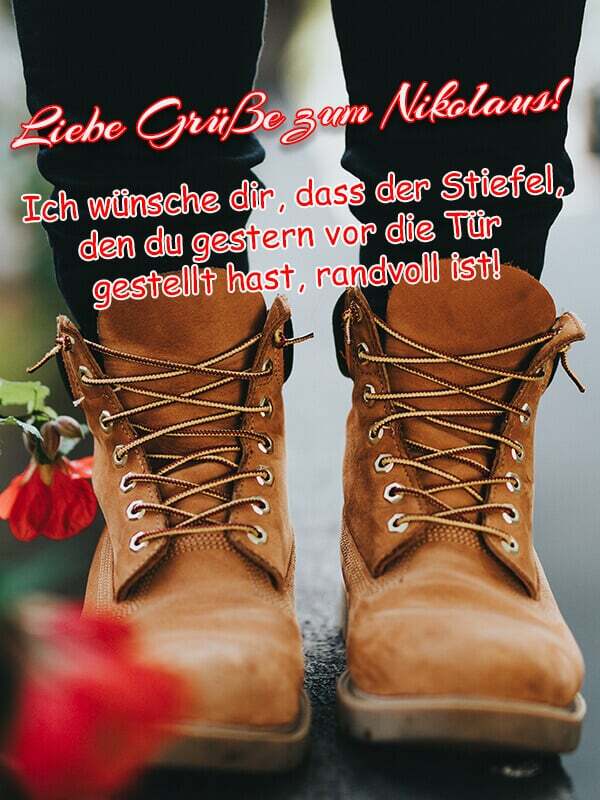 Liebe Grüße zum Nikolaus!
Ich wünsche dir, dass der Stiefel,
den du gestern vor die Tür
gestellt hast, randvoll ist!